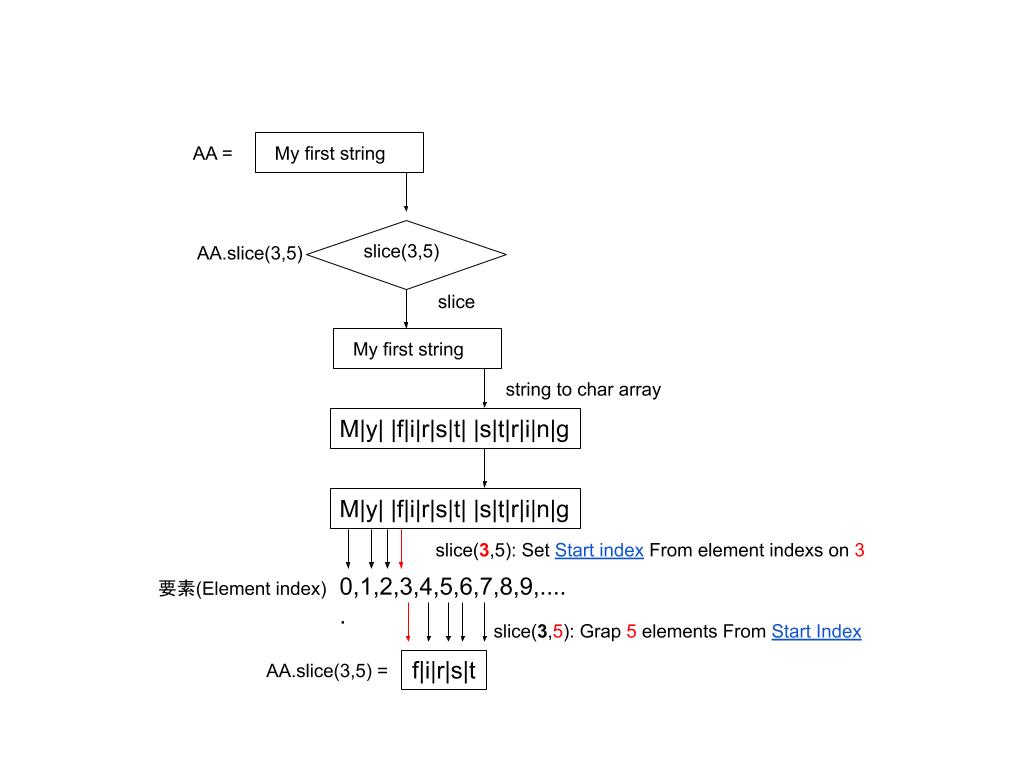 AA = My first string
AA.slice(3,5) slice(3,5)
slice
My first string
string to char array
M|y| |f|i|r|s|t| |s|t|r|i|n|g
M|y| |f|i|r|s|t| |s|t|r|i|n|g
slice(3,5): Set Start index From element indexs on 3
要素(Element index) 0,1,2,3,4,5,6,7,8,9,....
.
slice(3,5): Grap 5 elements From Start Index
AA.slice(3,5) = f|i|r|s|t